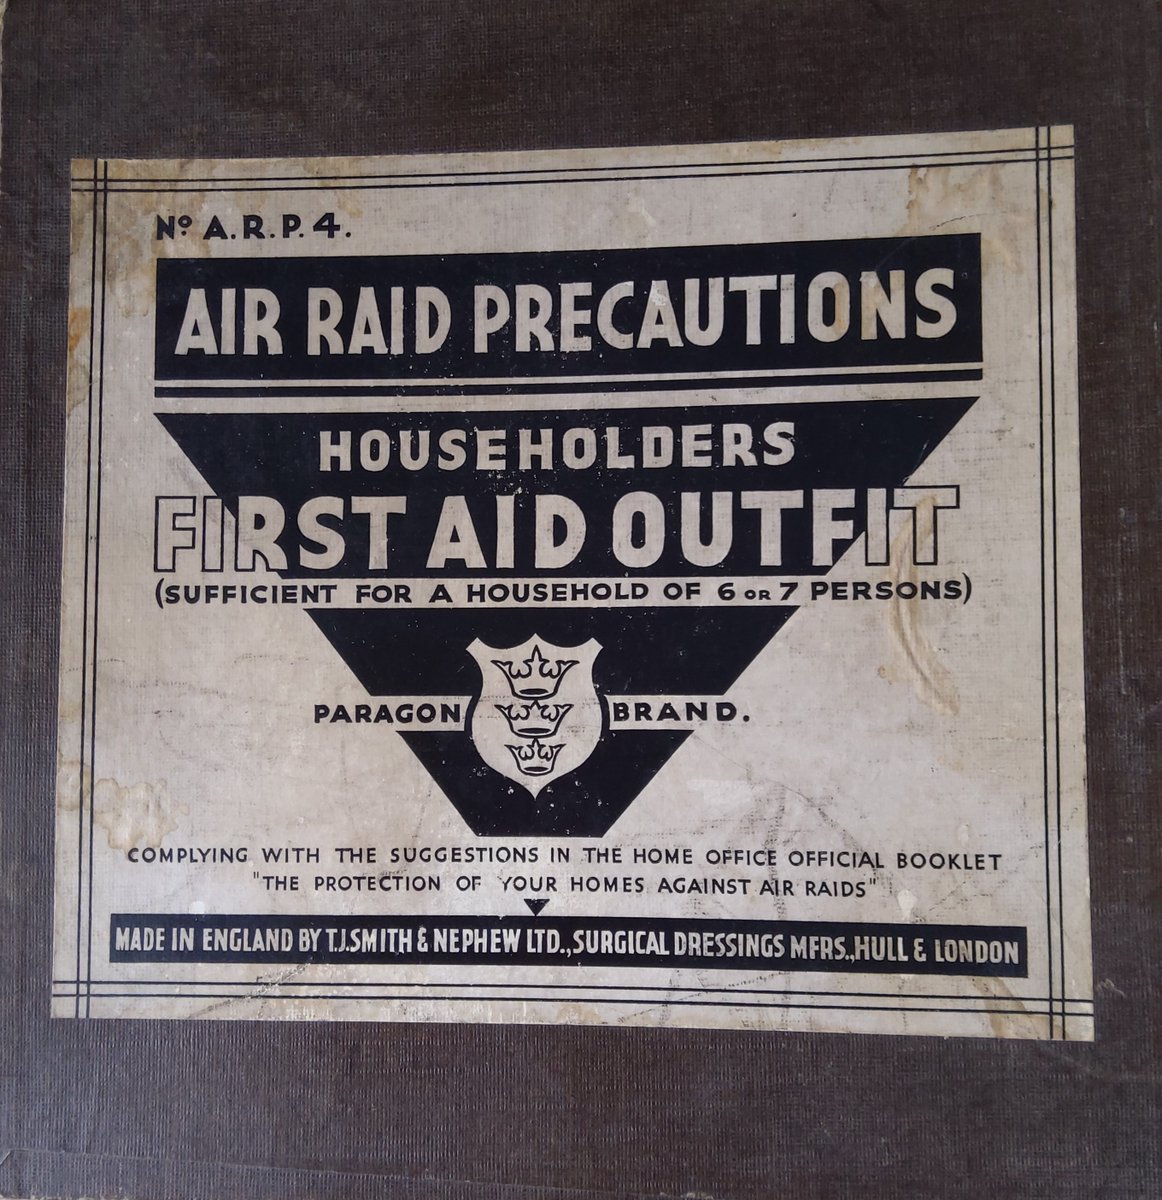 Nº A.R.P. 4.
AIR RAID PRECAUTIONS
HOUSEHOLDERS
FIRST AID OUTFIT
(SUFFICIENT FOR A HOUSEHOLD OF 6 OR 7 PERSONS)
PARAGON BRAND.
COMPLYING WITH THE SUGGESTIONS IN THE HOME OFFICE OFFICIAL BOOKLET
"THE PROTECTION OF YOUR HOMES AGAINST AIR RAIDS"
MADE IN ENGLAND BY T.J.SMITH & NEPHEW LTD.,SURGICAL DRESSINGS MFRS.,HULL & LONDON